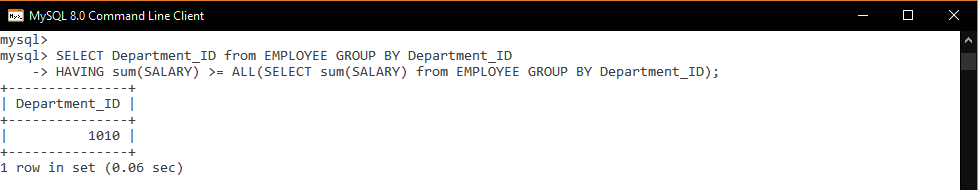 MySQL 8.0 Command Line Client
mysql>
mysql> SELECT Department_ID from EMPLOYEE GROUP BY Department_ID
    -> HAVING sum(SALARY) >= ALL(SELECT sum(SALARY) from EMPLOYEE GROUP BY Department_ID);
+---------------+
| Department_ID |
+---------------+
|          1010 |
+---------------+
1 row in set (0.06 sec)